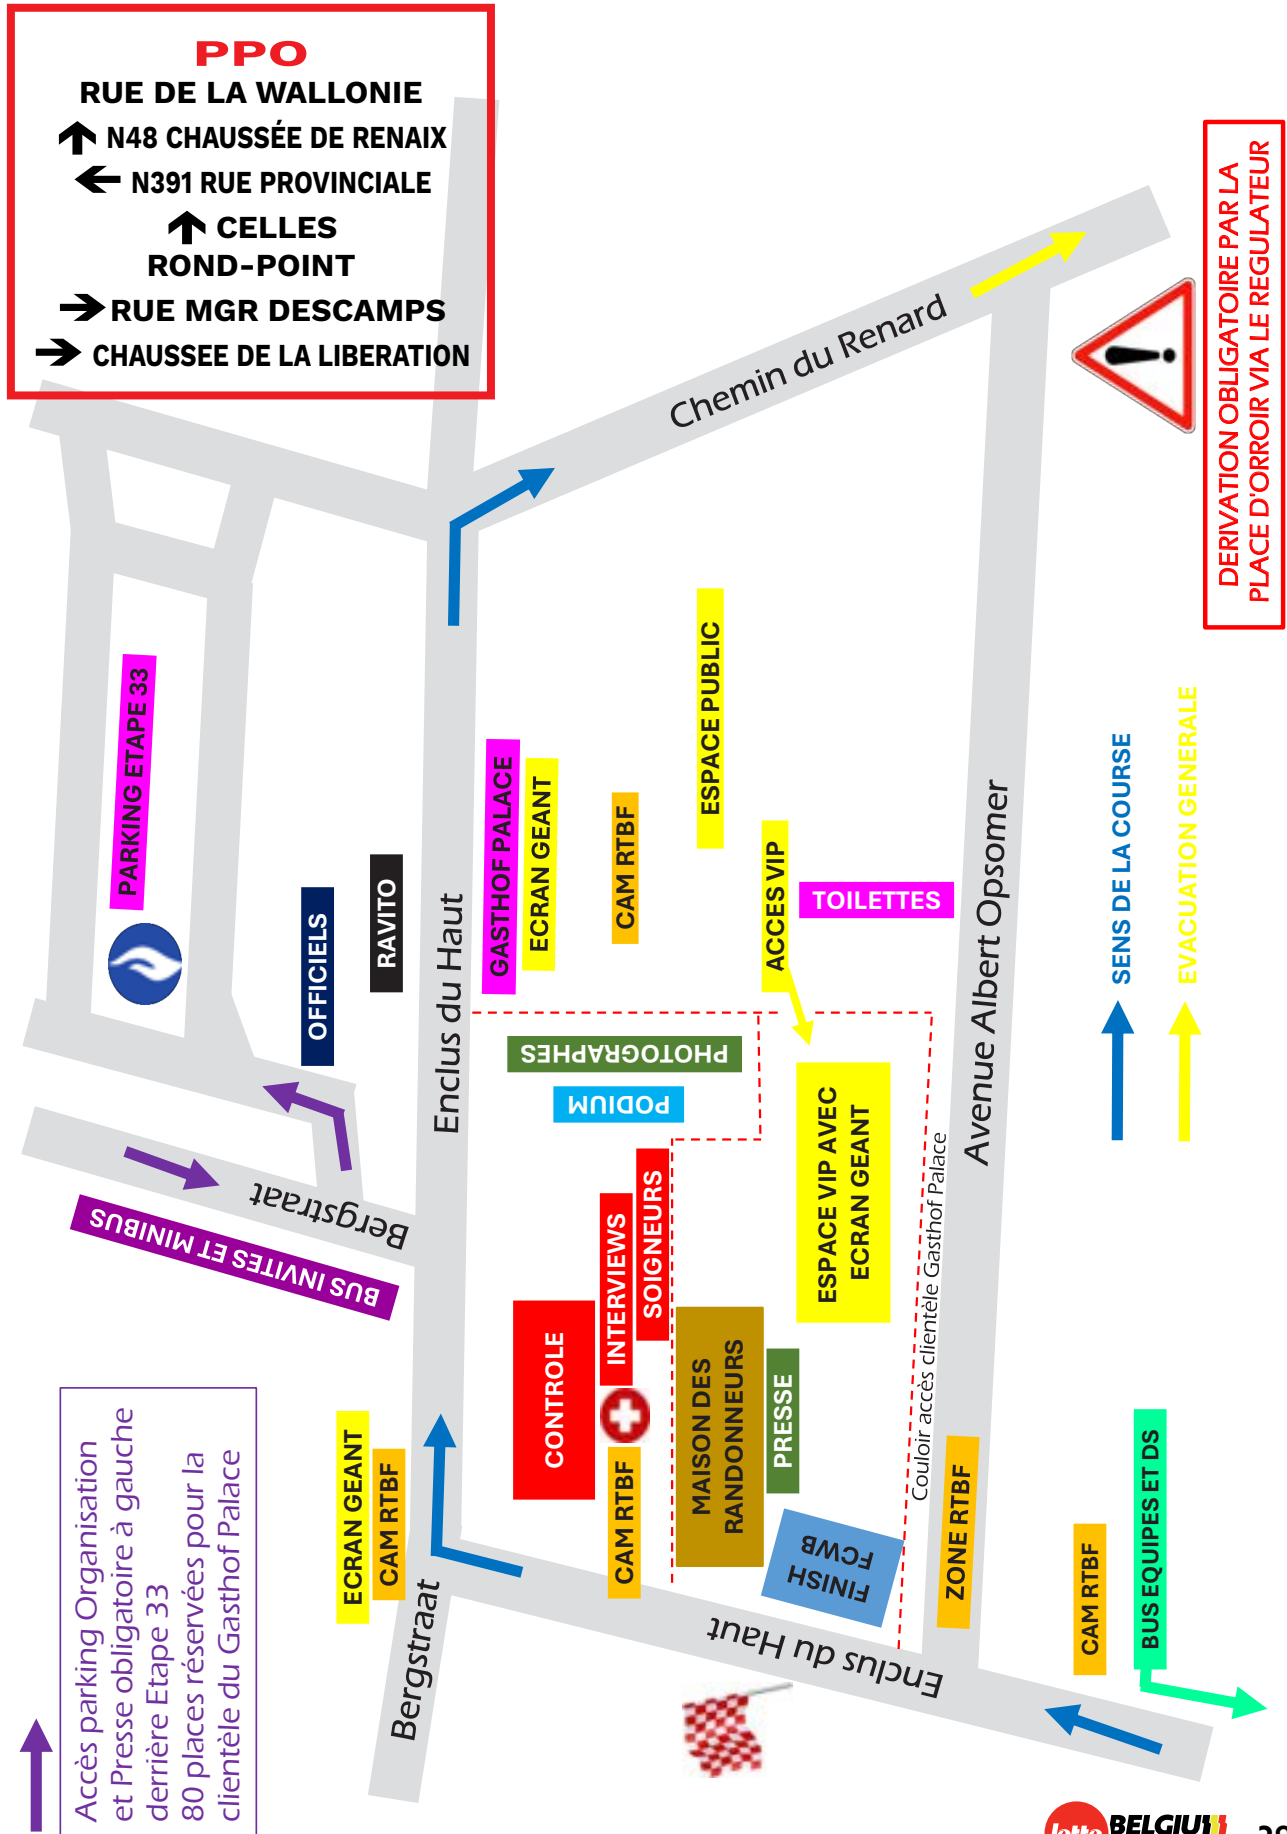 PPO
RUE DE LA WALLONIE
N48 CHAUSSÉE DE RENAIX
N391 RUE PROVINCIALE
CELLES
ROND-POINT
RUE MGR DESCAMPS
CHAUSSEE DE LA LIBERATION
DERIVATION OBLIGATOIRE PAR LA
PLACE D'ORROIR VIA LE REGULATEUR
Chemin du Renard
PARKING ETAPE 33
OFFICIELS
RAVITO
Enclus du Haut
GASTHOF PALACE
ECRAN GEANT
CAM RTBF
ESPACE PUBLIC
ACCES VIP
TOILETTES
Avenue Albert Opsomer
SENS DE LA COURSE
EVACUATION GENERALE
PHOTOGRAPHES
PODIUM
ESPACE VIP AVEC
ECRAN GEANT
Couloir accès clientèle Gasthof Palace
Bergstraat
BUS INVITES ET MINIBUS
CONTROLE
INTERVIEWS
SOIGNEURS
MAISON DES
RANDONNEURS
PRESSE
ECRAN GEANT
CAM RTBF
CAM RTBF
FINISH
FCWB
ZONE RTBF
CAM RTBF
BUS EQUIPES ET DS
Bergstraat
Enclus du Haut
Accès parking Organisation
et Presse obligatoire à gauche
derrière Etape 33
80 places réservées pour la
clientèle du Gasthof Palace
lotto